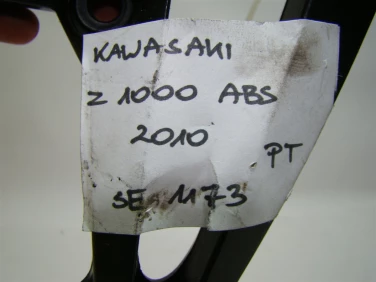 KAWASAKI
Z 1000 ABS
2010
PT
SE 1173